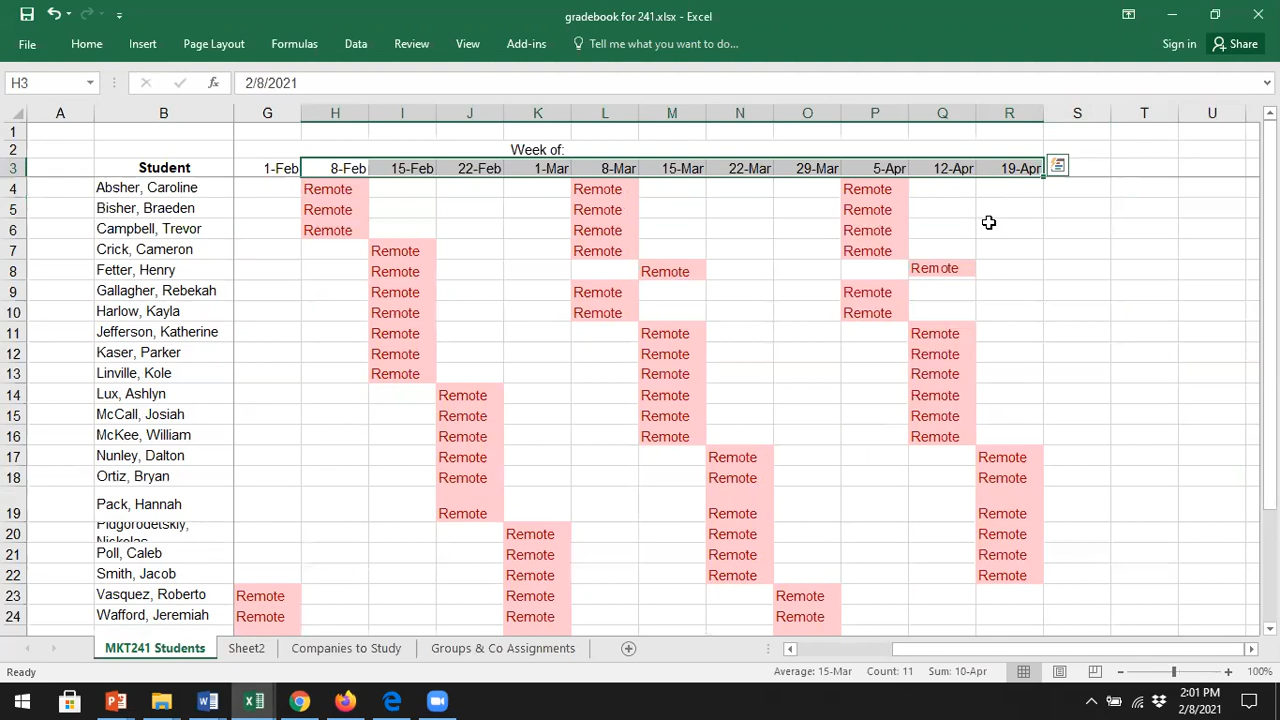 gradebook for 241.xlsx - Excel
File Home Insert Page Layout Formulas Data Review View Add-ins Tell me what you want to do... Sign in Share
H3 fx 2/8/2021
A B G H I J K L M N O P Q R S T U
1
2 Week of:
3 Student 1-Feb 8-Feb 15-Feb 22-Feb 1-Mar 8-Mar 15-Mar 22-Mar 29-Mar 5-Apr 12-Apr 19-Apr
4 Absher, Caroline Remote Remote Remote
5 Bisher, Braeden Remote Remote Remote
6 Campbell, Trevor Remote Remote Remote
7 Crick, Cameron Remote Remote Remote
8 Fetter, Henry Remote Remote Remote
9 Gallagher, Rebekah Remote Remote Remote
10 Harlow, Kayla Remote Remote Remote
11 Jefferson, Katherine Remote Remote Remote
12 Kaser, Parker Remote Remote Remote
13 Linville, Kole Remote Remote Remote
14 Lux, Ashlyn Remote Remote Remote
15 McCall, Josiah Remote Remote Remote
16 McKee, William Remote Remote Remote
17 Nunley, Dalton Remote Remote Remote
18 Ortiz, Bryan Remote Remote Remote
19 Pack, Hannah Remote Remote Remote
20 Pidgorodetskiy, Remote Remote Remote
21 Poll, Caleb Remote Remote Remote
22 Smith, Jacob Remote Remote Remote
23 Vasquez, Roberto Remote Remote Remote
24 Wafford, Jeremiah Remote Remote Remote
MKT241 Students Sheet2 Companies to Study Groups & Co Assignments
Ready Average: 15-Mar Count: 11 Sum: 10-Apr 100%
2:01 PM
2/8/2021